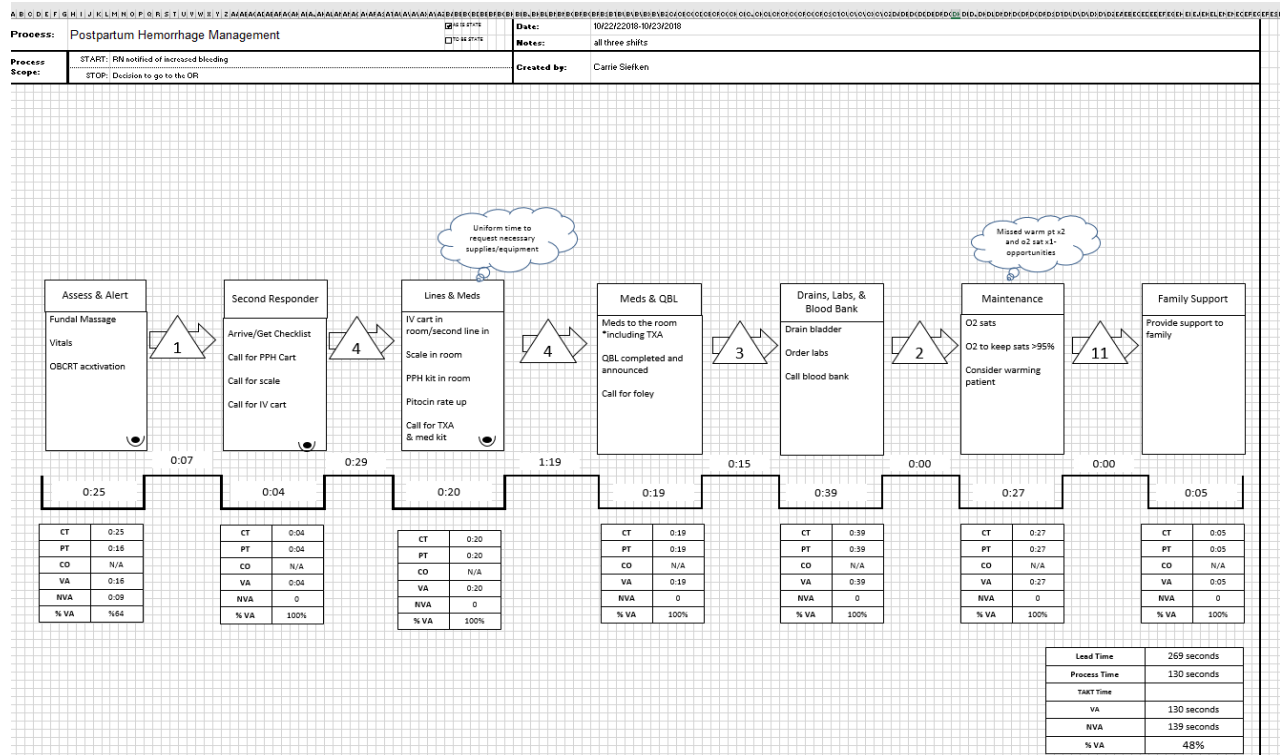 Process:
Postpartum Hemorrhage Management
AS IS STATE
TO BE STATE
Date:
10/22/22018-10/23/2018
Notes:
all three shifts
Process
Scope:
START: RN notified of increased bleeding
STOP: Decision to go to the OR
Created by:
Carrie Siefken
Uniform time to
request necessary
supplies/equipment
Missed warm pt x2
and o2 sat x1-
opportunities
Assess & Alert
Fundal Massage
Vitals
OBCRT acxtivation
1
Second Responder
Arrive/Get Checklist
Call for PPH Cart
Call for scale
Call for IV cart
4
Lines & Meds
IV cart in
room/second line in
Scale in room
PPH kit in room
Pitocin rate up
Call for TXA
& med kit
4
Meds & QBL
Meds to the room
*including TXA
QBL completed and
announced
Call for foley
3
Drains, Labs, &
Blood Bank
Drain bladder
Order labs
Call blood bank
2
Maintenance
O2 sats
O2 to keep sats >95%
Consider warming
patient
11
Family Support
Provide support to
family
0:07
0:29
1:19
0:15
0:00
0:00
0:25
0:04
0:20
0:19
0:39
0:27
0:05
CT 0:25
PT 0:16
CO N/A
VA 0:16
NVA 0:09
% VA %64
CT 0:04
PT 0:04
CO N/A
VA 0:04
NVA 0
% VA 100%
CT 0:20
PT 0:20
CO N/A
VA 0:20
NVA 0
% VA 100%
CT 0:19
PT 0:19
CO N/A
VA 0:19
NVA 0
% VA 100%
CT 0:39
PT 0:39
CO N/A
VA 0:39
NVA 0
% VA 100%
CT 0:27
PT 0:27
CO N/A
VA 0:27
NVA 0
% VA 100%
CT 0:05
PT 0:05
CO N/A
VA 0:05
NVA 0
% VA 100%
Lead Time 269 seconds
Process Time 130 seconds
TAKT Time
VA 130 seconds
NVA 139 seconds
% VA 48%